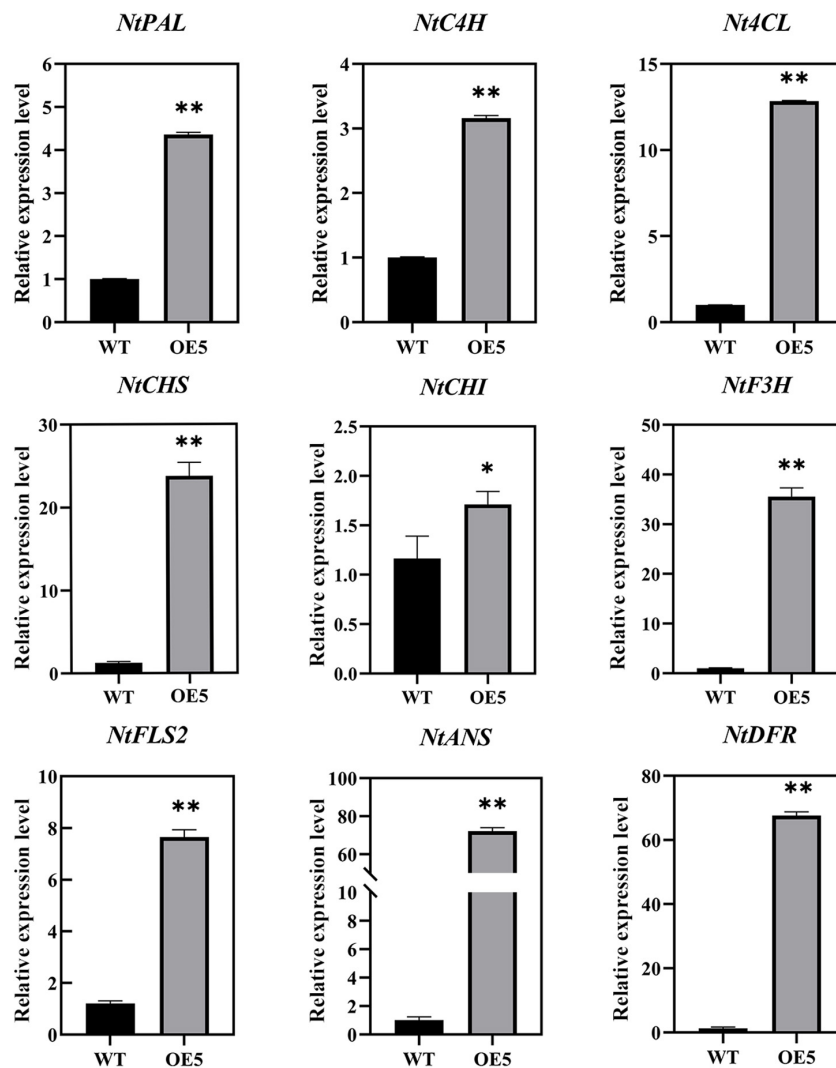 NtPAL NtC4H Nt4CL
Relative expression level
6
5
4
3
2
1
0
**
WT OE5
Relative expression level
4
3
2
1
0
**
WT OE5
Relative expression level
15
10
5
0
**
WT OE5
NtCHS NtCHI NtF3H
Relative expression level
30
20
10
0
**
WT OE5
Relative expression level
2.5
2.0
1.5
1.0
0.5
0.0
*
WT OE5
Relative expression level
50
40
30
20
10
0
**
WT OE5
NtFLS2 NtANS NtDFR
Relative expression level
8
6
4
2
0
**
WT OE5
Relative expression level
100
80
60
10
8
6
4
2
0
**
WT OE5
Relative expression level
80
60
40
20
0
**
WT OE5